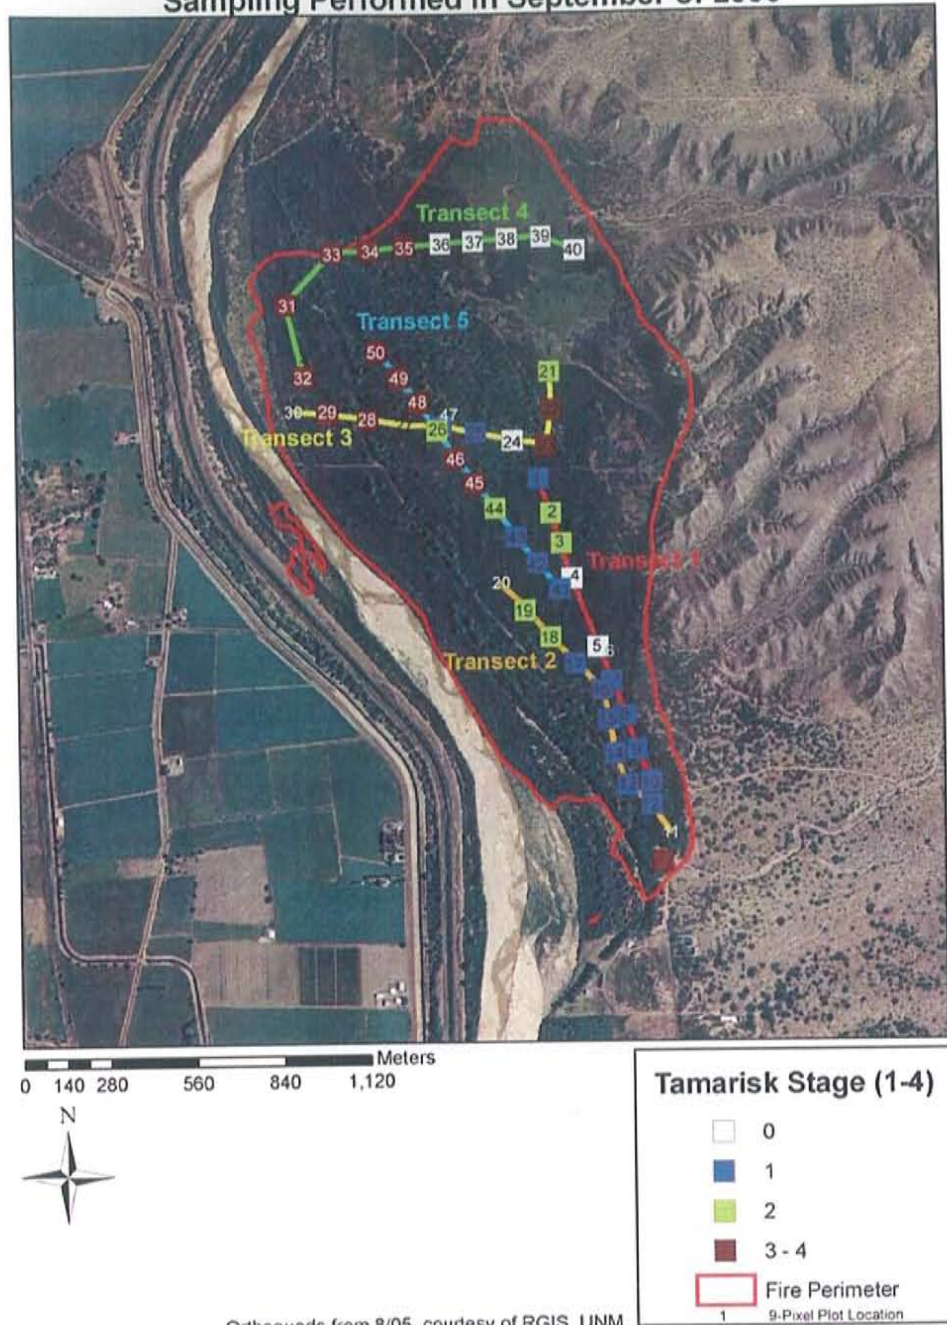 Sampling Performed in September
Transect 4
33 34 35 36 37 38 39 40
31
32
Transect 5
50
49
48
47
21
30 29 28 26 24
Transect 3
46
45
44
2
3
Transect 1
4
20
19
18
5 6
Transect 2
10
11
Meters
0 140 280 560 840 1,120
N
Tamarisk Stage (1-4)
0
1
2
3 - 4
Fire Perimeter
1 9-Pixel Plot Location
Orthoquads from 8/05, courtesy of RGIS, UNM